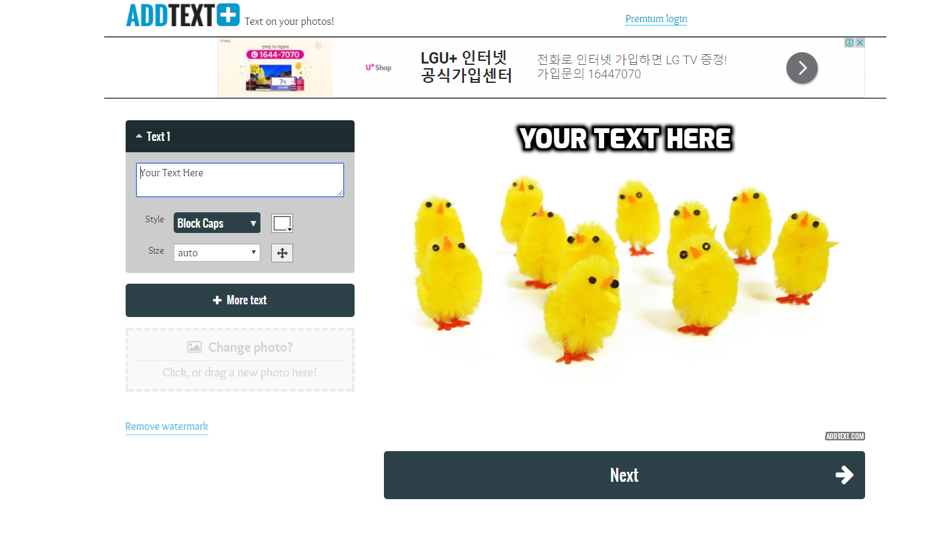 ADDTEXT+ Text on your photos!
Premium login
1644-7070
U+Shop
LGU+ 인터넷
공식가입센터
전화로 인터넷 가입하면 LG TV 증정!
가입문의 16447070
Text 1
Your Text Here
Style
Block Caps
Size
auto
+ More text
Change photo?
Click, or drag a new photo here!
Remove watermark
YOUR TEXT HERE
ADDTEXT.COM
Next